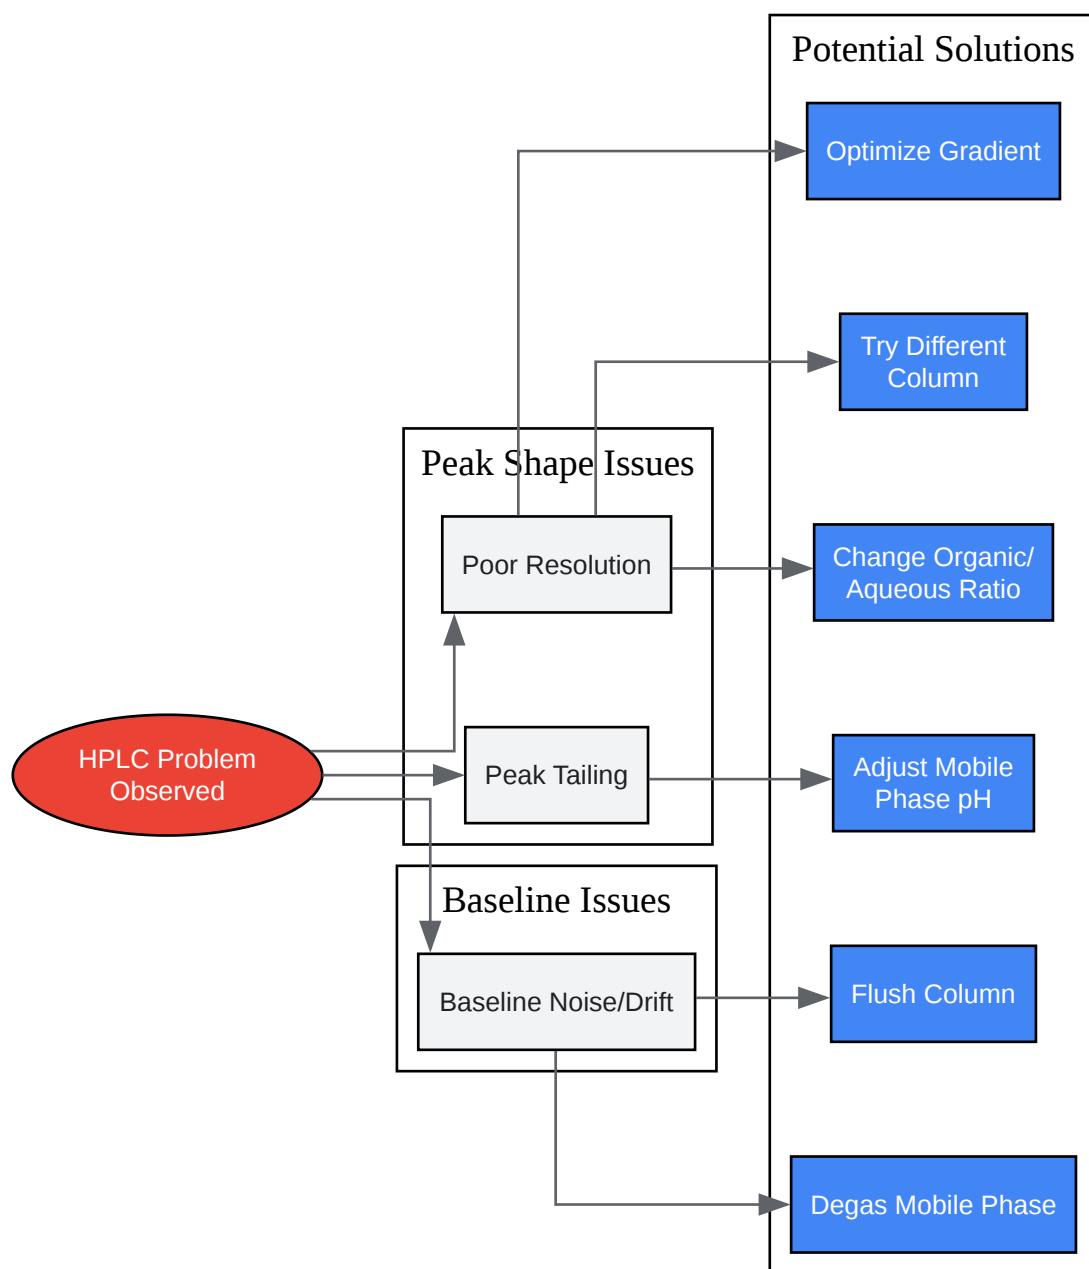 Potential Solutions
Optimize Gradient
Try Different
Column
Peak Shape Issues
Poor Resolution
Change Organic/
Aqueous Ratio
HPLC Problem
Observed
Peak Tailing
Adjust Mobile
Phase pH
Baseline Issues
Baseline Noise/Drift
Flush Column
Degas Mobile Phase